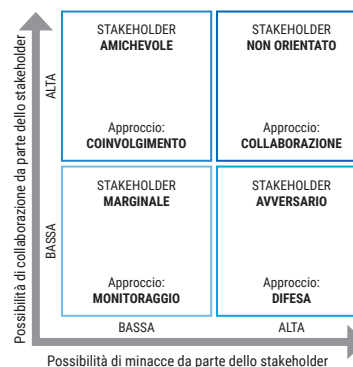 Possibilità di collaborazione da parte dello stakeholder
ALTA
BASSA
STAKEHOLDER
AMICHEVOLE
Approccio:
COINVOLGIMENTO
STAKEHOLDER
NON ORIENTATO
Approccio:
COLLABORAZIONE
STAKEHOLDER
MARGINALE
Approccio:
MONITORAGGIO
STAKEHOLDER
AVVERSARIO
Approccio:
DIFESA
BASSA
ALTA
Possibilità di minacce da parte dello stakeholder